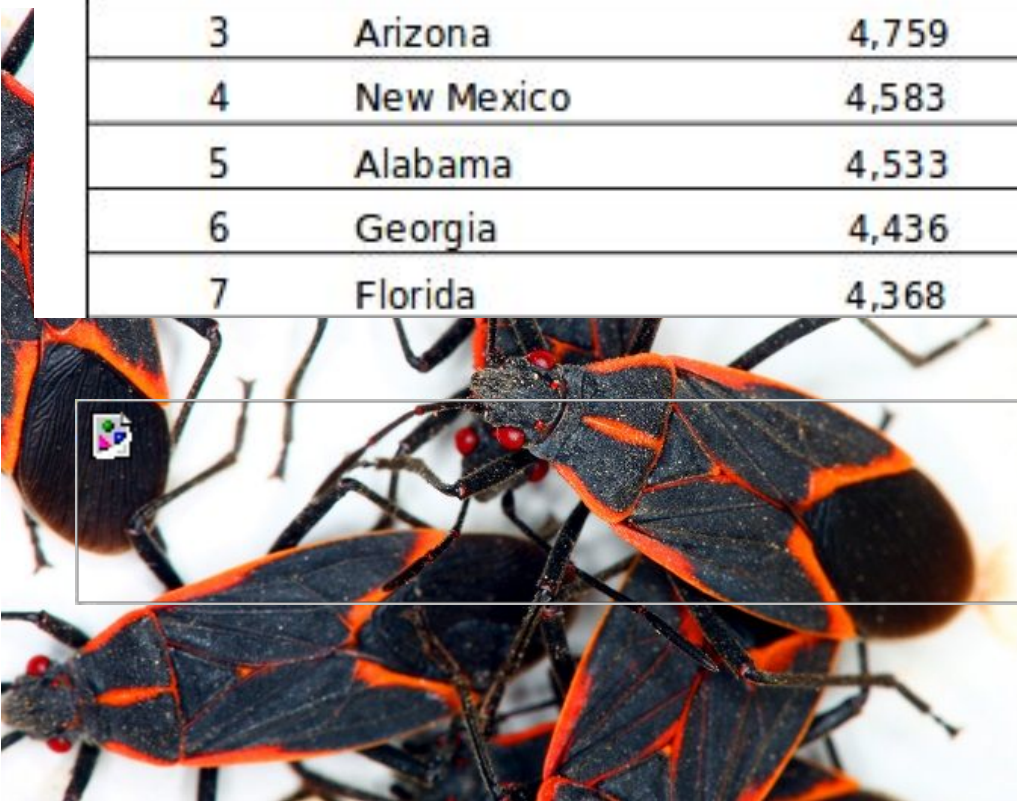 3 Arizona 4,759
4 New Mexico 4,583
5 Alabama 4,533
6 Georgia 4,436
7 Florida 4,368